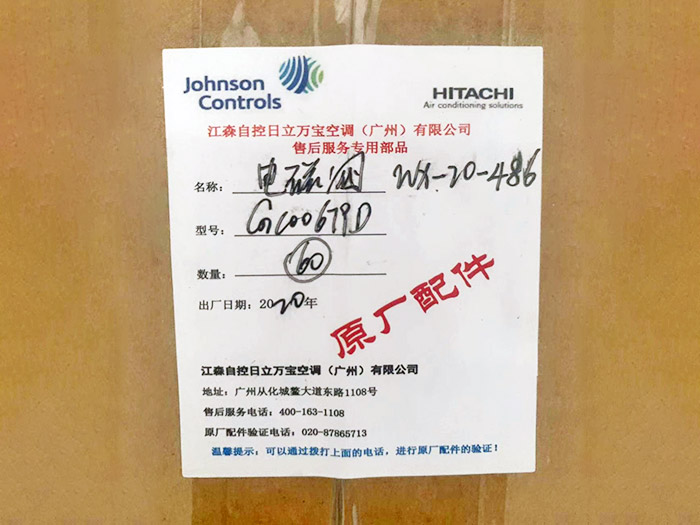 Johnson
Controls
HITACHI
Air conditioning solutions
江森自控日立万宝空调（广州）有限公司
售后服务专用部品
名称：电磁阀 WX-20-486
型号：GC00679D
数量：60
出厂日期：2020年
原厂配件
江森自控日立万宝空调（广州）有限公司
地址：广州从化城鳌大道东路1108号
售后服务电话：400-163-1108
原厂配件验证电话：020-87865713
温馨提示：可以通过拨打上面的电话，进行原厂配件的验证！